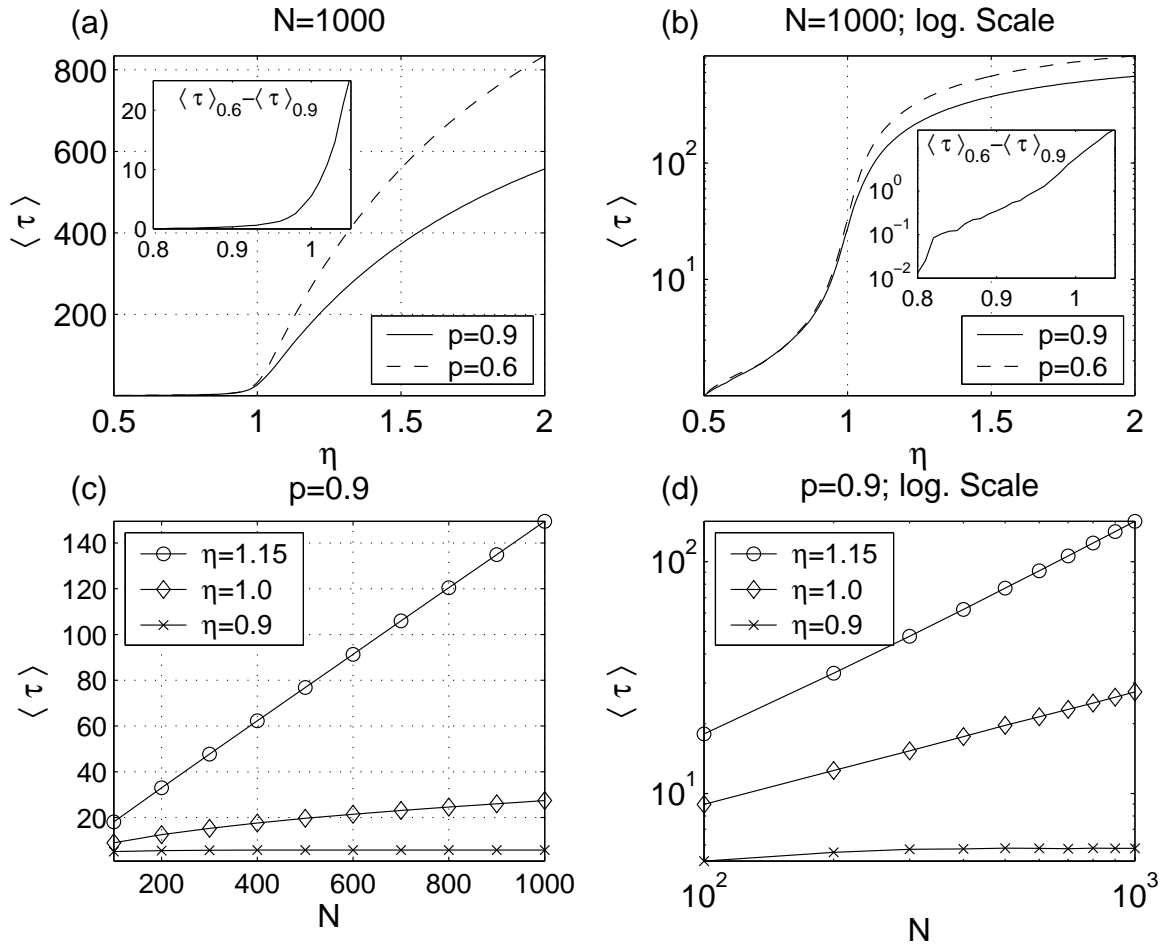 (a) N=1000
800
600
400
200
0.5 1 1.5 2
⟨ τ ⟩
η
20
10
0
0.8 0.9 1
⟨ τ ⟩0.6−⟨ τ ⟩0.9
p=0.9
p=0.6
(b) N=1000; log. Scale
10^2
10^1
0.5 1 1.5 2
⟨ τ ⟩
η
⟨ τ ⟩0.6−⟨ τ ⟩0.9
10^0
10^−1
10^−2
0.8 0.9 1
p=0.9
p=0.6
(c) p=0.9
140
120
100
80
60
40
20
200 400 600 800 1000
⟨ τ ⟩
N
η=1.15
η=1.0
η=0.9
(d) p=0.9; log. Scale
10^2
10^1
10^2 10^3
⟨ τ ⟩
N
η=1.15
η=1.0
η=0.9